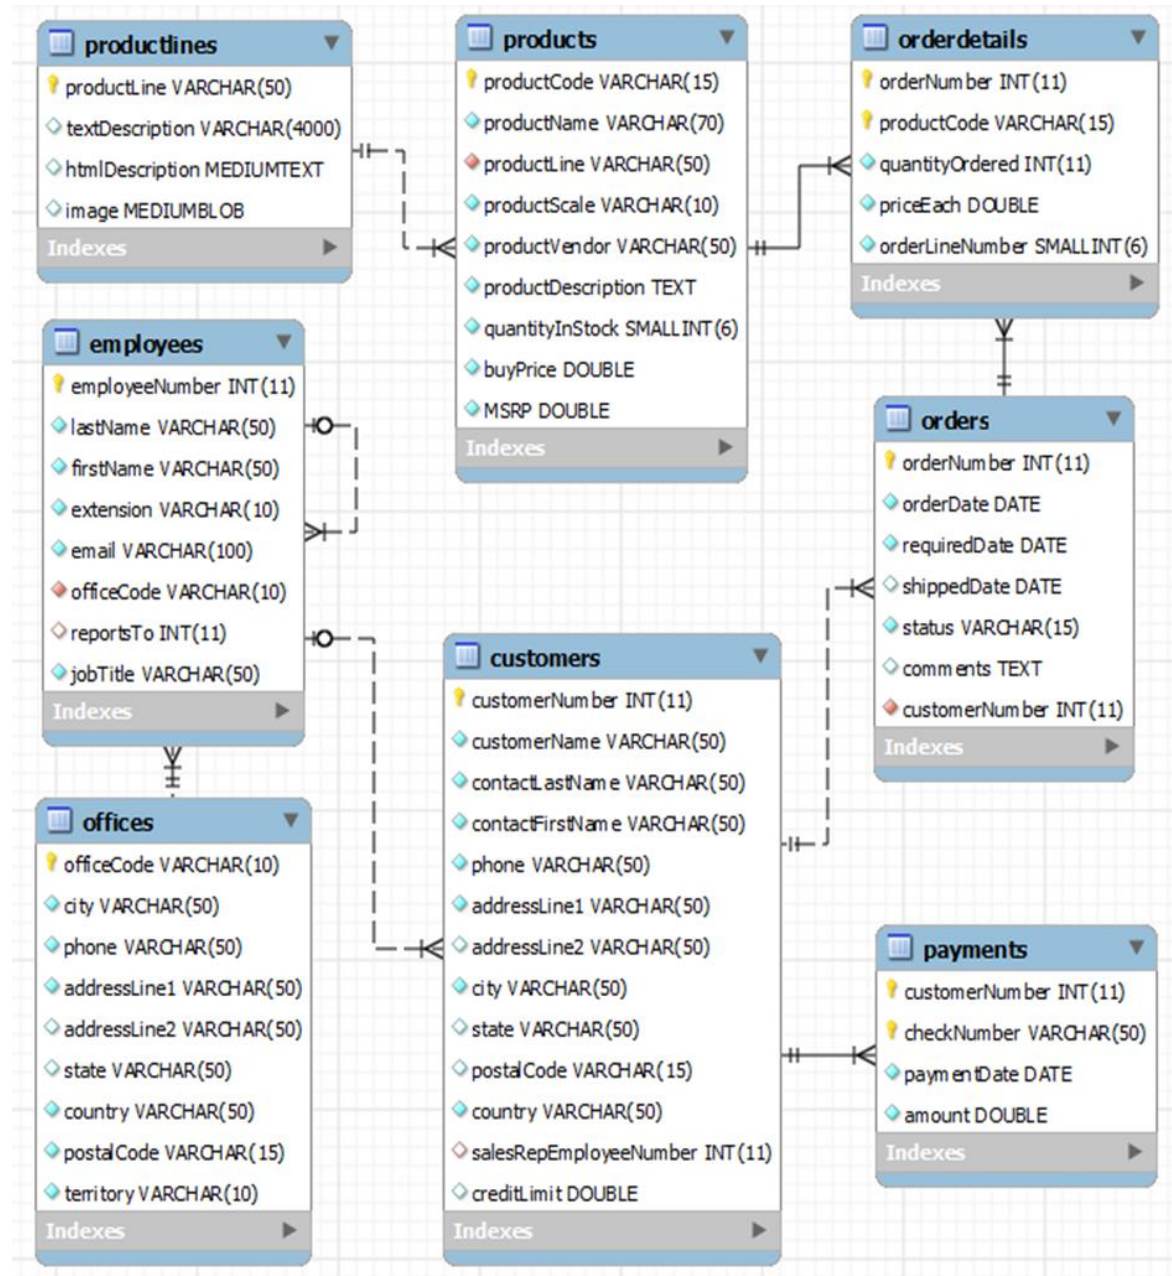 productlines
productLine VARCHAR(50)
textDescription VARCHAR(4000)
htmlDescription MEDIUMTEXT
image MEDIUMBLOB
Indexes
products
productCode VARCHAR(15)
productName VARCHAR(70)
productLine VARCHAR(50)
productScale VARCHAR(10)
productVendor VARCHAR(50)
productDescription TEXT
quantityInStock SMALLINT(6)
buyPrice DOUBLE
MSRP DOUBLE
Indexes
orderdetails
orderNumber INT(11)
productCode VARCHAR(15)
quantityOrdered INT(11)
priceEach DOUBLE
orderLineNumber SMALLINT(6)
Indexes
employees
employeeNumber INT(11)
lastName VARCHAR(50)
firstName VARCHAR(50)
extension VARCHAR(10)
email VARCHAR(100)
officeCode VARCHAR(10)
reportsTo INT(11)
jobTitle VARCHAR(50)
Indexes
orders
orderNumber INT(11)
orderDate DATE
requiredDate DATE
shippedDate DATE
status VARCHAR(15)
comments TEXT
customerNumber INT(11)
Indexes
customers
customerNumber INT(11)
customerName VARCHAR(50)
contactLastName VARCHAR(50)
contactFirstName VARCHAR(50)
phone VARCHAR(50)
addressLine1 VARCHAR(50)
addressLine2 VARCHAR(50)
city VARCHAR(50)
state VARCHAR(50)
postalCode VARCHAR(15)
country VARCHAR(50)
salesRepEmployeeNumber INT(11)
creditLimit DOUBLE
Indexes
offices
officeCode VARCHAR(10)
city VARCHAR(50)
phone VARCHAR(50)
addressLine1 VARCHAR(50)
addressLine2 VARCHAR(50)
state VARCHAR(50)
country VARCHAR(50)
postalCode VARCHAR(15)
territory VARCHAR(10)
Indexes
payments
customerNumber INT(11)
checkNumber VARCHAR(50)
paymentDate DATE
amount DOUBLE
Indexes